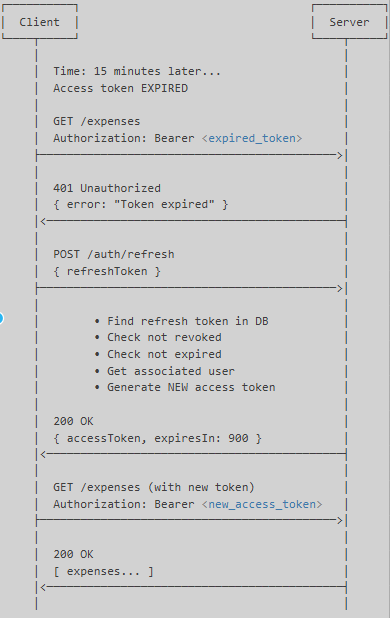 Client Server
Time: 15 minutes later...
Access token EXPIRED
GET /expenses
Authorization: Bearer <expired_token>
401 Unauthorized
{ error: "Token expired" }
POST /auth/refresh
{ refreshToken }
• Find refresh token in DB
• Check not revoked
• Check not expired
• Get associated user
• Generate NEW access token
200 OK
{ accessToken, expiresIn: 900 }
GET /expenses (with new token)
Authorization: Bearer <new_access_token>
200 OK
[ expenses... ]